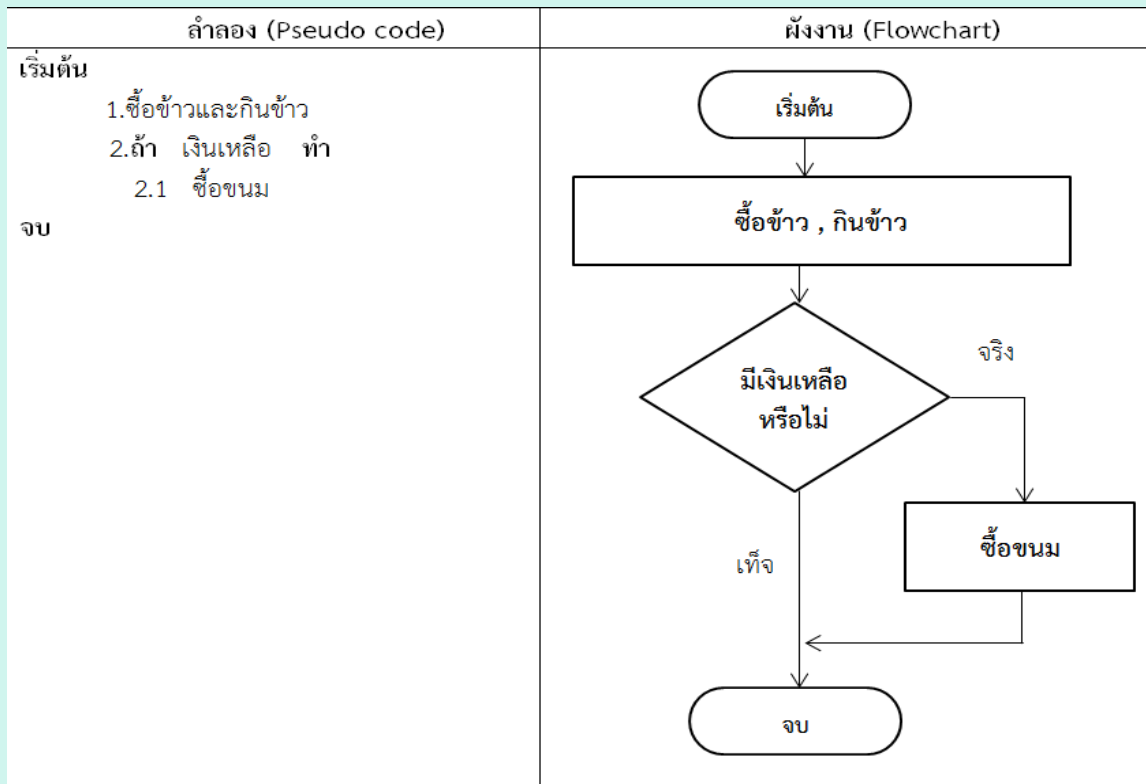 ลำลอง (Pseudo code)
ผังงาน (Flowchart)
เริ่มต้น
1.ซื้อข้าวและกินข้าว
2.ถ้า เงินเหลือ ทำ
2.1 ซื้อขนม
จบ
เริ่มต้น
ซื้อข้าว , กินข้าว
มีเงินเหลือ
หรือไม่
จริง
ซื้อขนม
เท็จ
จบ